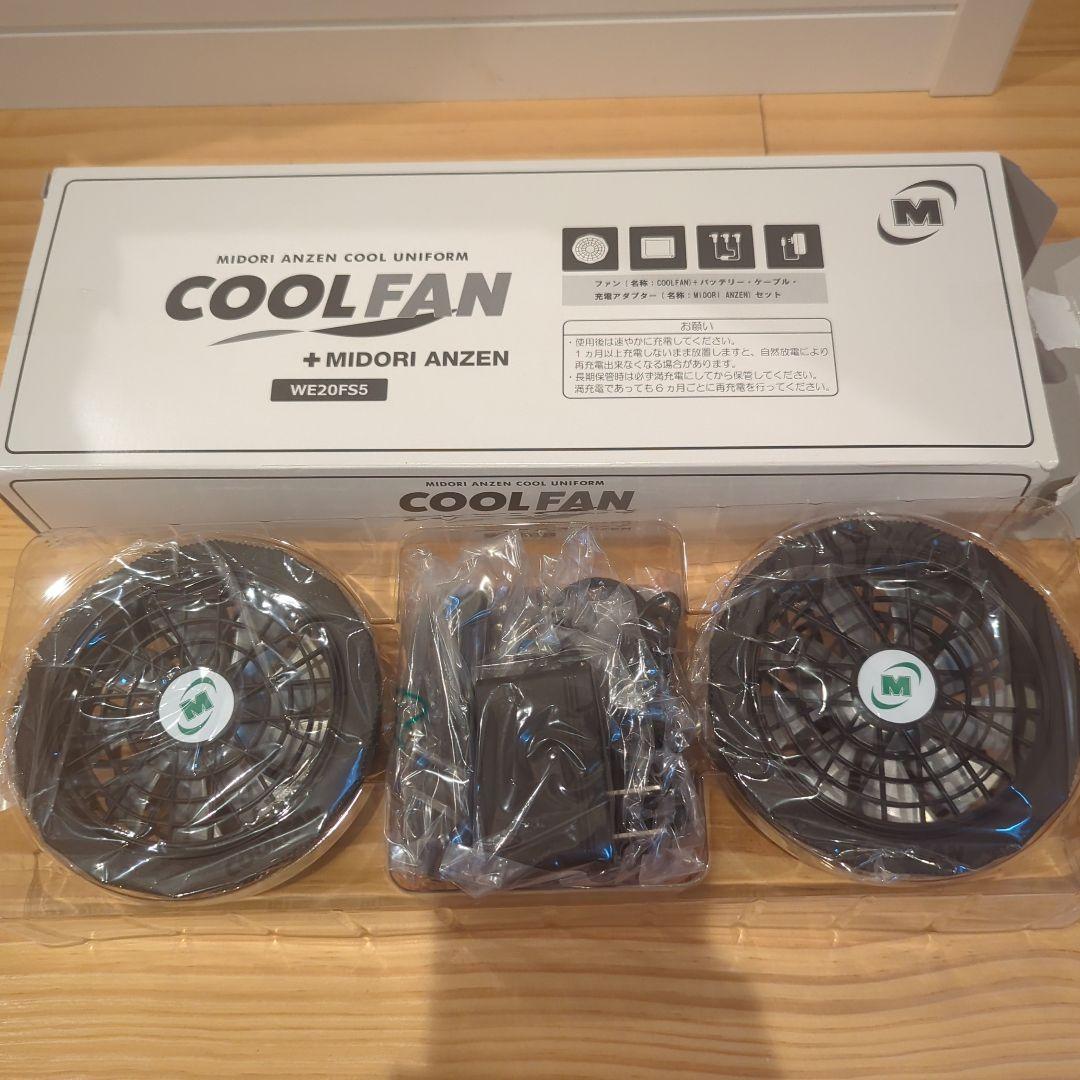 MIDORI ANZEN COOL UNIFORM
COOLFAN
+MIDORI ANZEN
WE20FS5
M
ファン(名称:COOLFAN)+バッテリー・ケーブル・
充電アダプター(名称:MIDORI ANZEN)セット
お願い
・使用後は速やかに充電してください。
1ヵ月以上充電しないまま放置しますと、自然放電により
再充電出来なくなる場合があります。
・長期保管時は必ず満充電にしてから保管してください。
満充電であっても6ヵ月ごとに再充電を行ってください。
MIDORI ANZEN COOL UNIFORM
COOLFAN
M
M